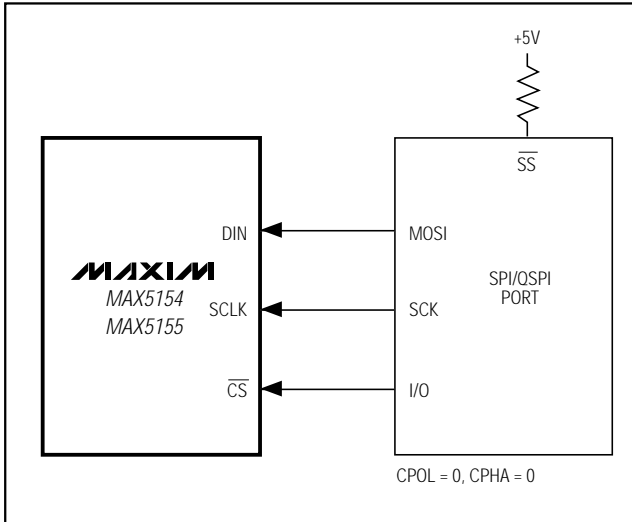 +5V
SS
DIN
MOSI
MAXIM
MAX5154
MAX5155
SPI/QSPI
PORT
SCLK
SCK
CS
I/O
CPOL = 0, CPHA = 0